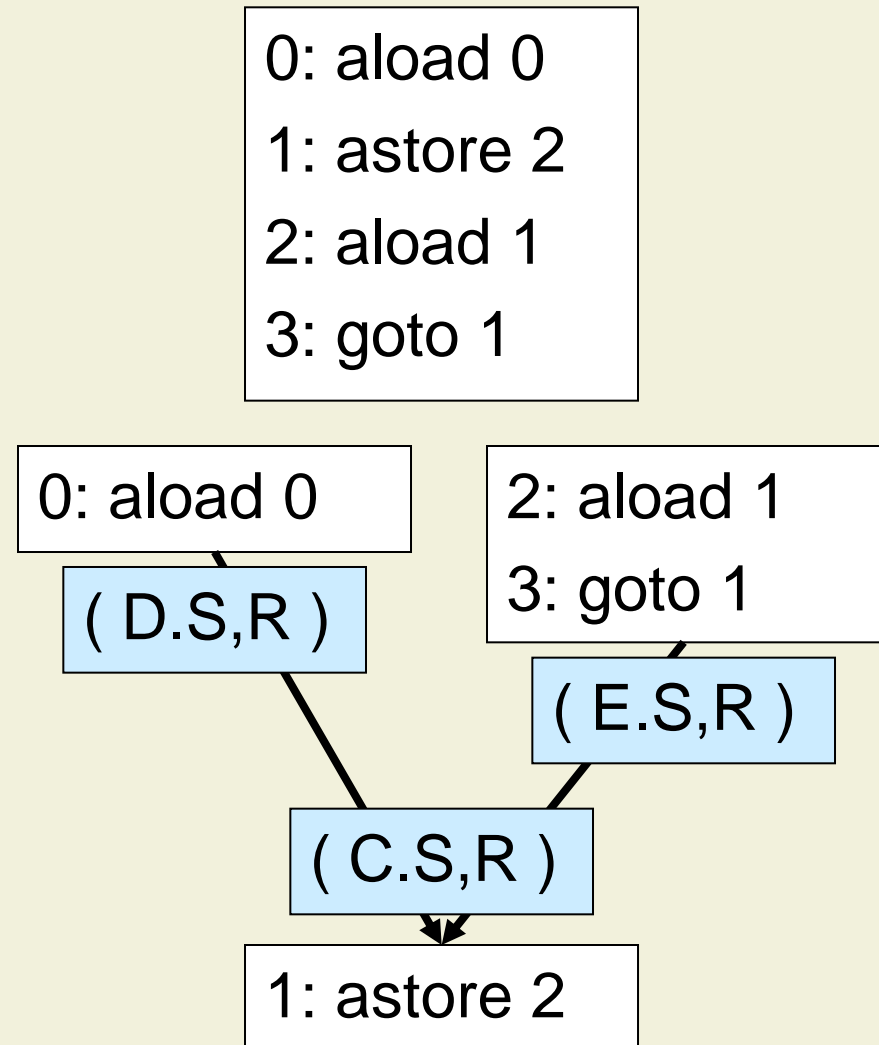 0: aload 0
1: astore 2
2: aload 1
3: goto 1
0: aload 0
2: aload 1
3: goto 1
( D.S,R )
( E.S,R )
( C.S,R )
1: astore 2